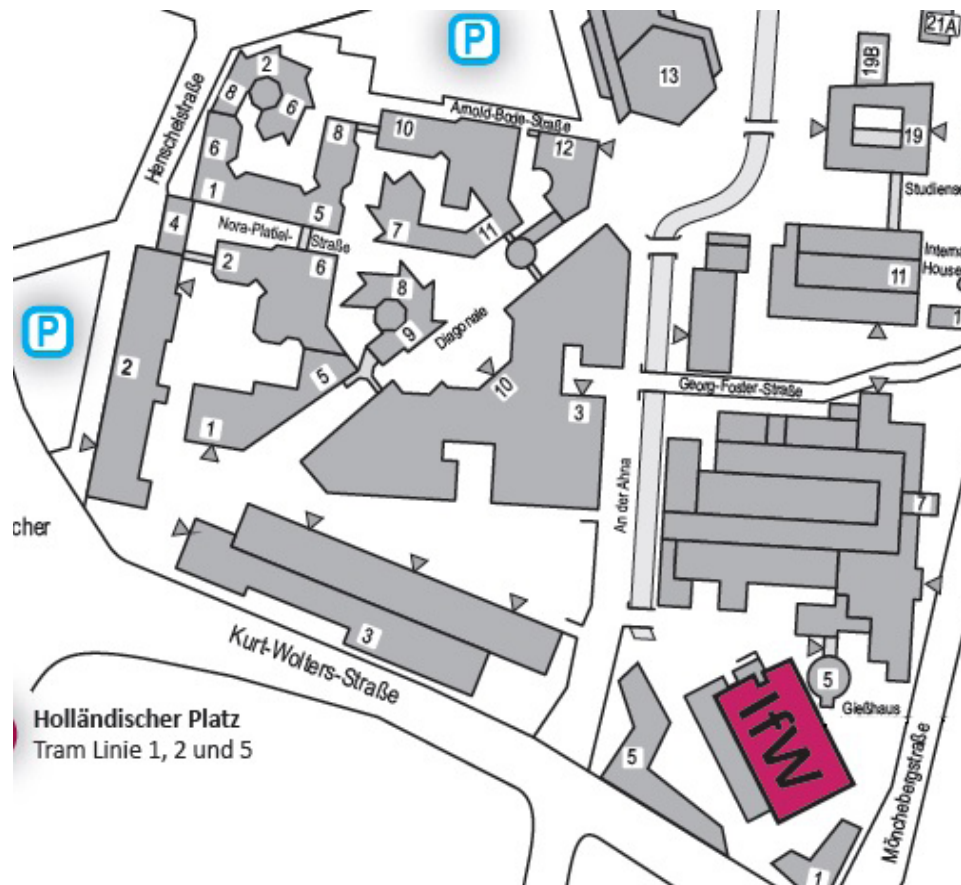 P
21A
2
13
19B
8
6
Arnold-Bode-Straße
8
10
12
19
6
Henschelstraße
1
Studiense
5
4
Nora-Platiel-
Straße
7
11
2
6
Interna
House
11
8
1
P
9
Diagonale
2
5
10
Georg-Foster-Straße
3
1
An der Ahna
7
cher
3
Kurt-Wolters-Straße
5
Gießhaus
IfW
Holländischer Platz
Tram Linie 1, 2 und 5
5
Mönchebergstraße
1